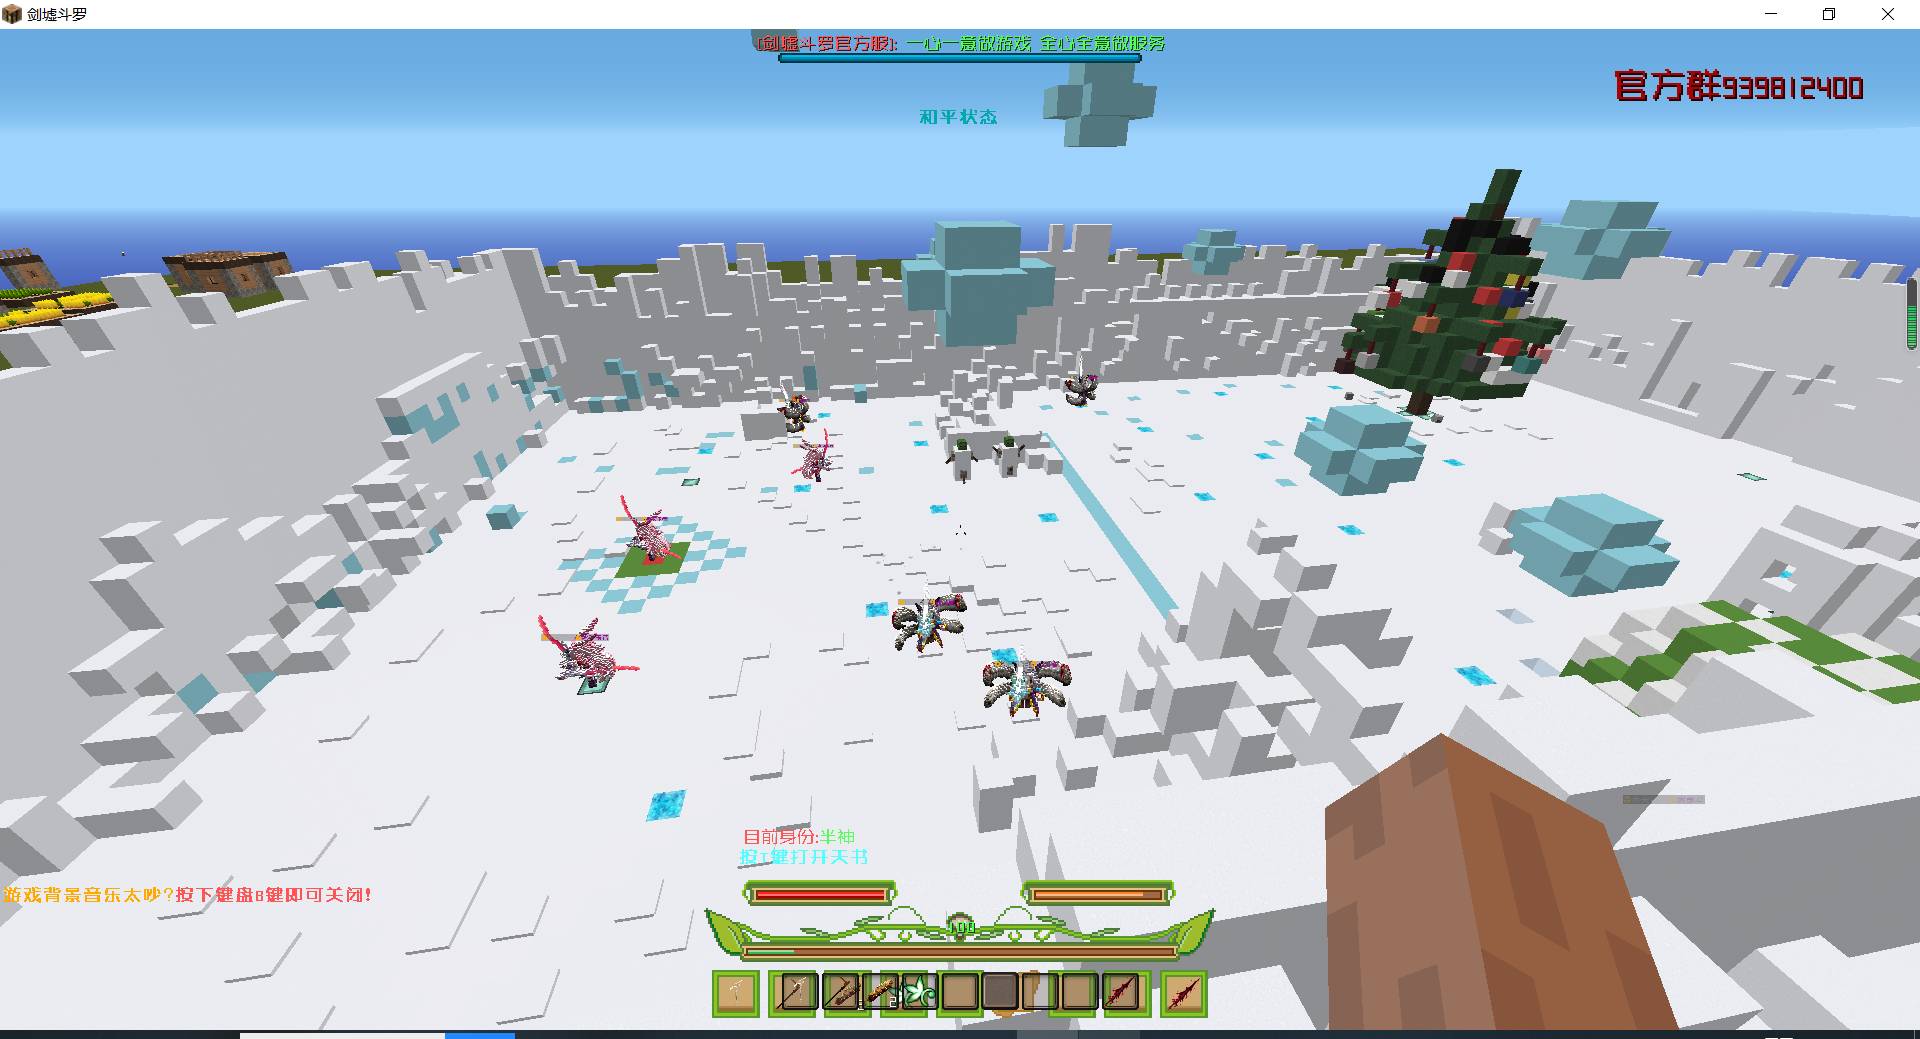 剑墟斗罗
[剑墟斗罗官方服]: 一心一意做游戏 全心全意做服务
官方群939812400
和平状态
目前身份:半神
按T键打开天书
游戏背景音乐太吵?按下键盘B键即可关闭!
100
2